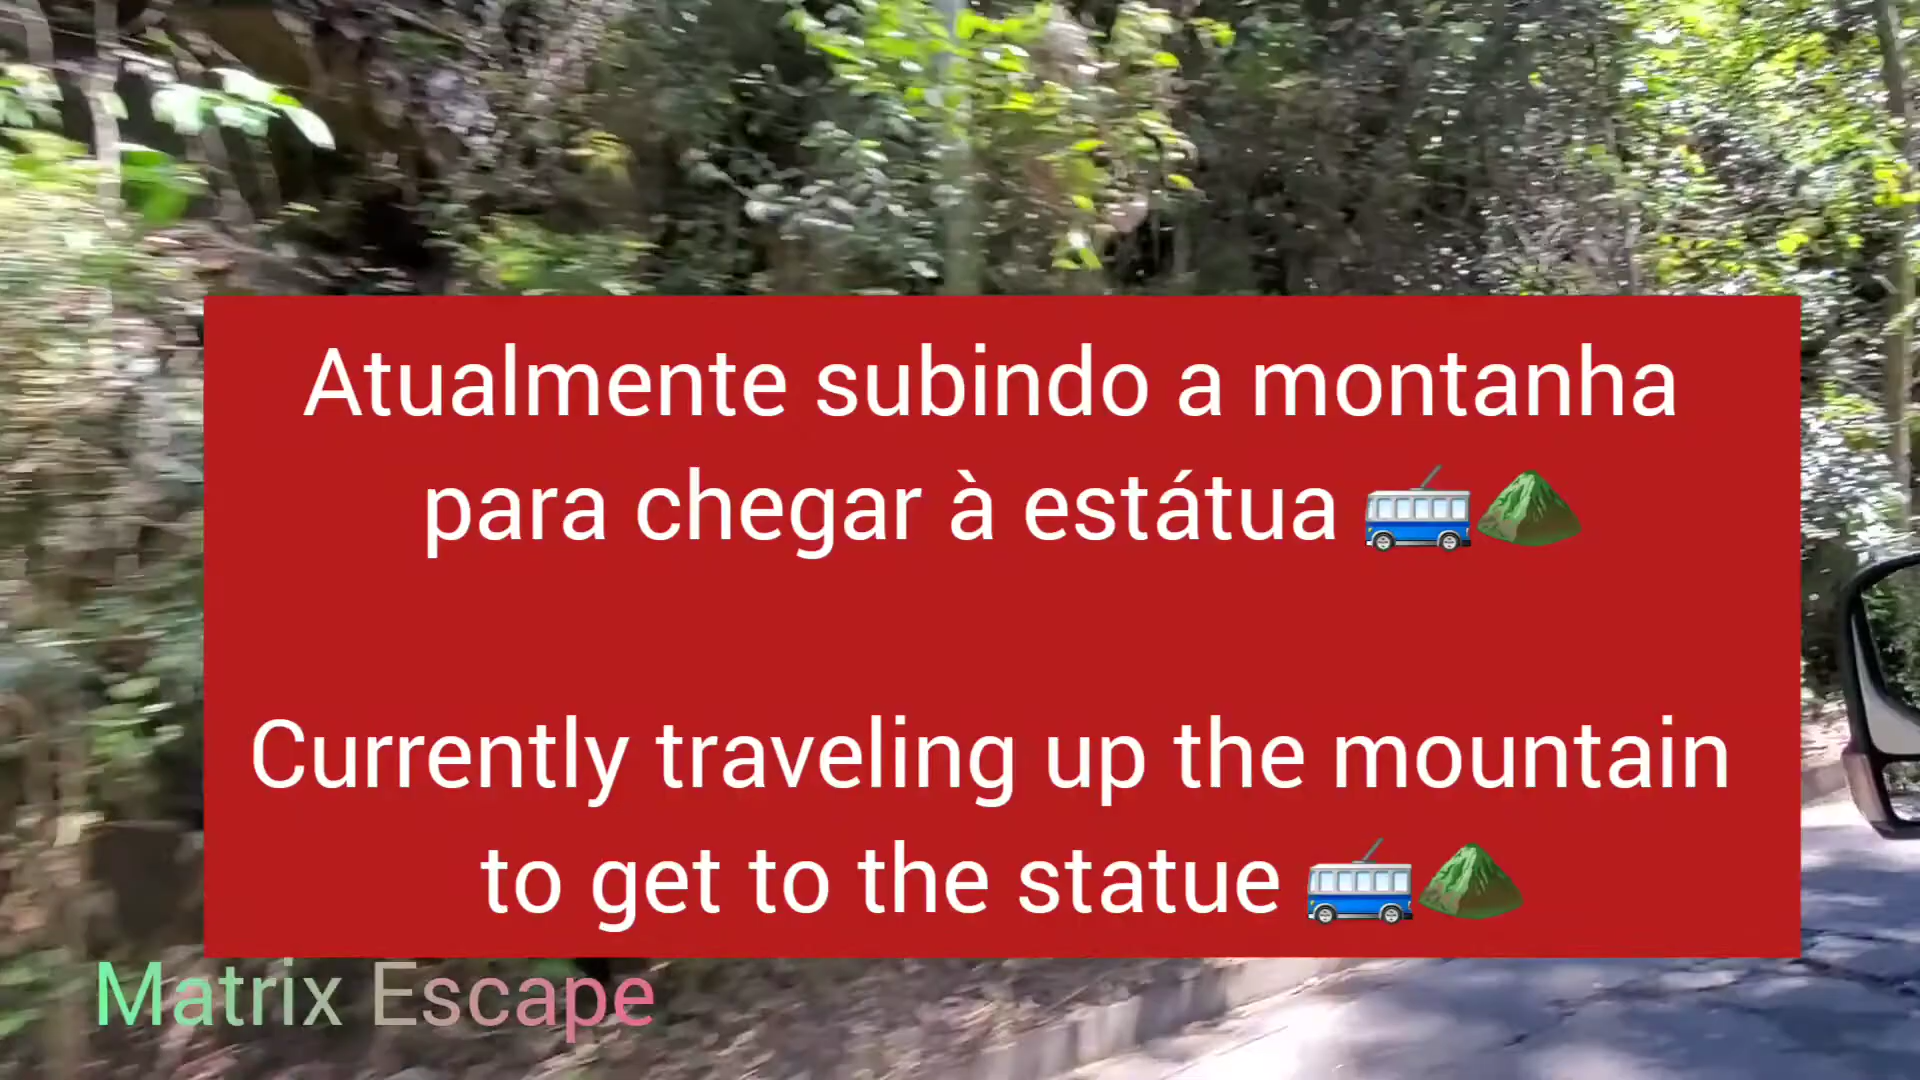 Atualmente subindo a montanha
para chegar à estátua 🚎⛰️
Currently traveling up the mountain
to get to the statue 🚎⛰️
Matrix Escape